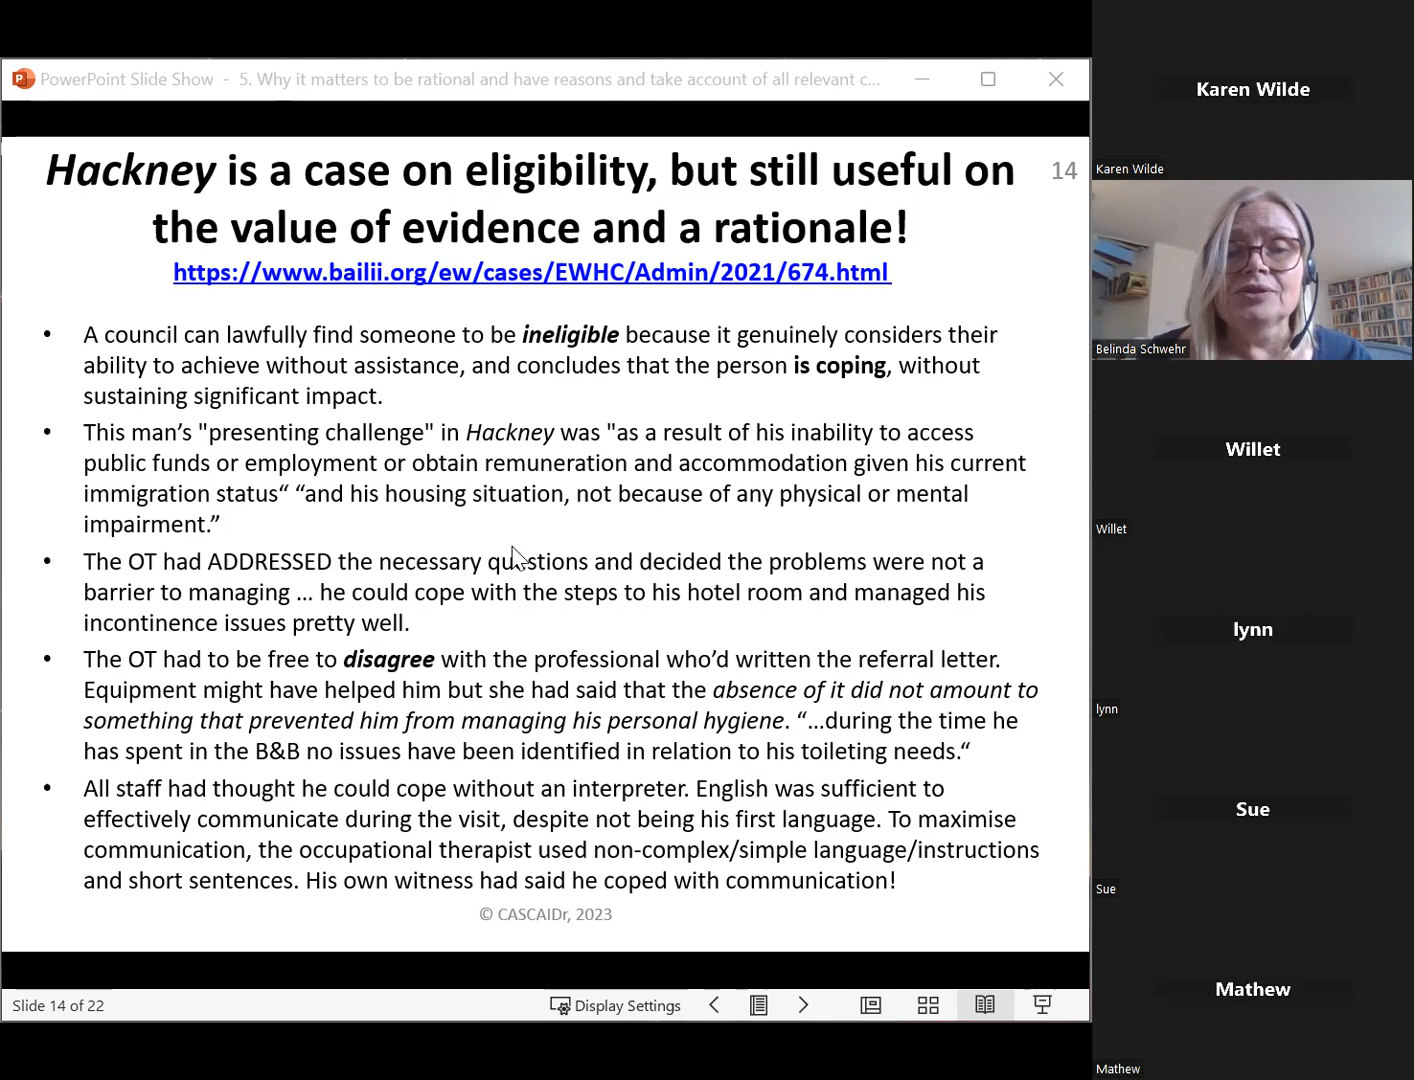 PowerPoint Slide Show - 5. Why it matters to be rational and have reasons and take account of all relevant c...
Hackney is a case on eligibility, but still useful on
the value of evidence and a rationale!
14
https://www.bailii.org/ew/cases/EWHC/Admin/2021/674.html
• A council can lawfully find someone to be ineligible because it genuinely considers their
ability to achieve without assistance, and concludes that the person is coping, without
sustaining significant impact.
• This man’s "presenting challenge" in Hackney was "as a result of his inability to access
public funds or employment or obtain remuneration and accommodation given his current
immigration status“ “and his housing situation, not because of any physical or mental
impairment.”
• The OT had ADDRESSED the necessary questions and decided the problems were not a
barrier to managing ... he could cope with the steps to his hotel room and managed his
incontinence issues pretty well.
• The OT had to be free to disagree with the professional who’d written the referral letter.
Equipment might have helped him but she had said that the absence of it did not amount to
something that prevented him from managing his personal hygiene. “...during the time he
has spent in the B&B no issues have been identified in relation to his toileting needs.“
• All staff had thought he could cope without an interpreter. English was sufficient to
effectively communicate during the visit, despite not being his first language. To maximise
communication, the occupational therapist used non-complex/simple language/instructions
and short sentences. His own witness had said he coped with communication!
© CASCAIDr, 2023
Slide 14 of 22
Display Settings
Karen Wilde
Karen Wilde
Belinda Schwehr
Willet
Willet
lynn
lynn
Sue
Sue
Mathew
Mathew